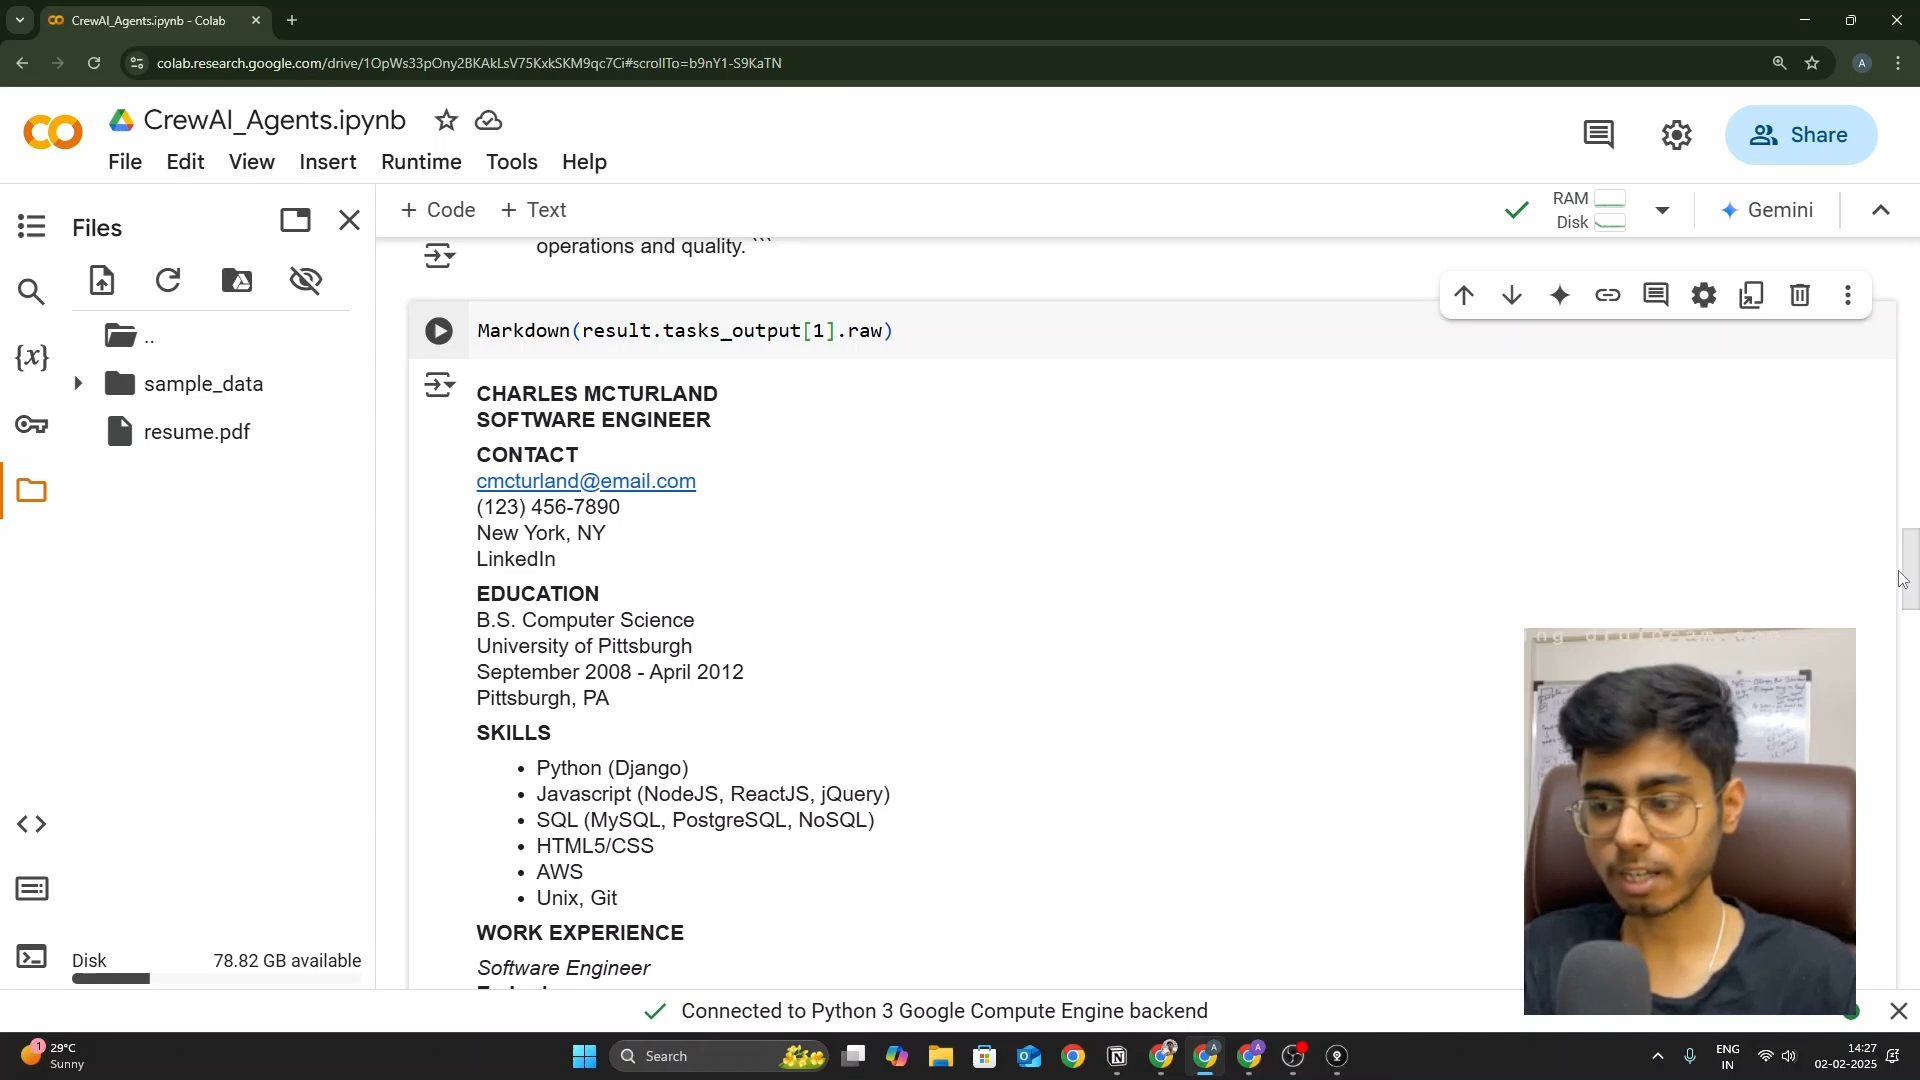 CrewAI_Agents.ipynb - Colab
colab.research.google.com/drive/1OpWs33pOny2BKAkLsV75KxkSKM9qc7Ci#scrollTo=b9nY1-S9KaTN
A
CrewAI_Agents.ipynb
File Edit View Insert Runtime Tools Help
Share
Files
+ Code + Text
RAM
Disk
Gemini
operations and quality. ```
..
sample_data
resume.pdf
{x}
Markdown(result.tasks_output[1].raw)
CHARLES MCTURLAND
SOFTWARE ENGINEER
CONTACT
cmcturland@email.com
(123) 456-7890
New York, NY
LinkedIn
EDUCATION
B.S. Computer Science
University of Pittsburgh
September 2008 - April 2012
Pittsburgh, PA
SKILLS
• Python (Django)
• Javascript (NodeJS, ReactJS, jQuery)
• SQL (MySQL, PostgreSQL, NoSQL)
• HTML5/CSS
• AWS
• Unix, Git
WORK EXPERIENCE
Software Engineer
Disk 78.82 GB available
Connected to Python 3 Google Compute Engine backend
1
29°C
Sunny
Search
ENG
IN
14:27
02-02-2025